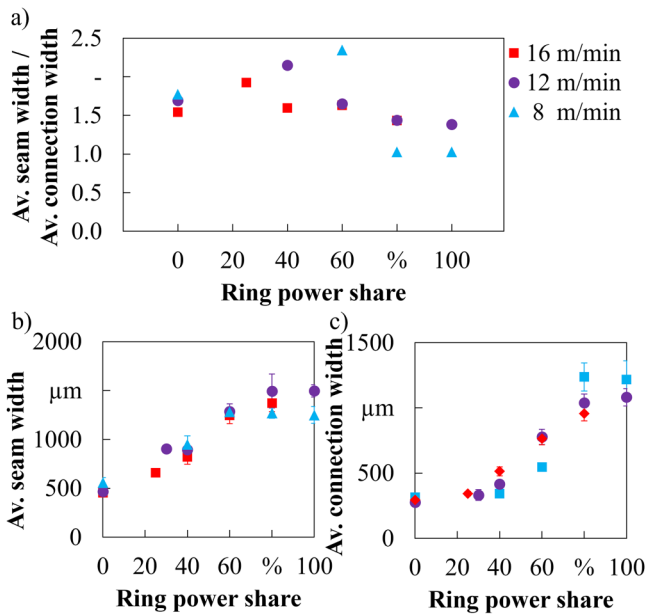 a)
Av. seam width /
Av. connection width
2.5
-
1.5
1.0
0.5
0.0
0 20 40 60 % 100
Ring power share
16 m/min
12 m/min
8 m/min
b)
Av. seam width
2000
µm
1000
500
0
0 20 40 60 % 100
Ring power share
c)
Av. connection width
1500
µm
500
0
0 20 40 60 % 100
Ring power share